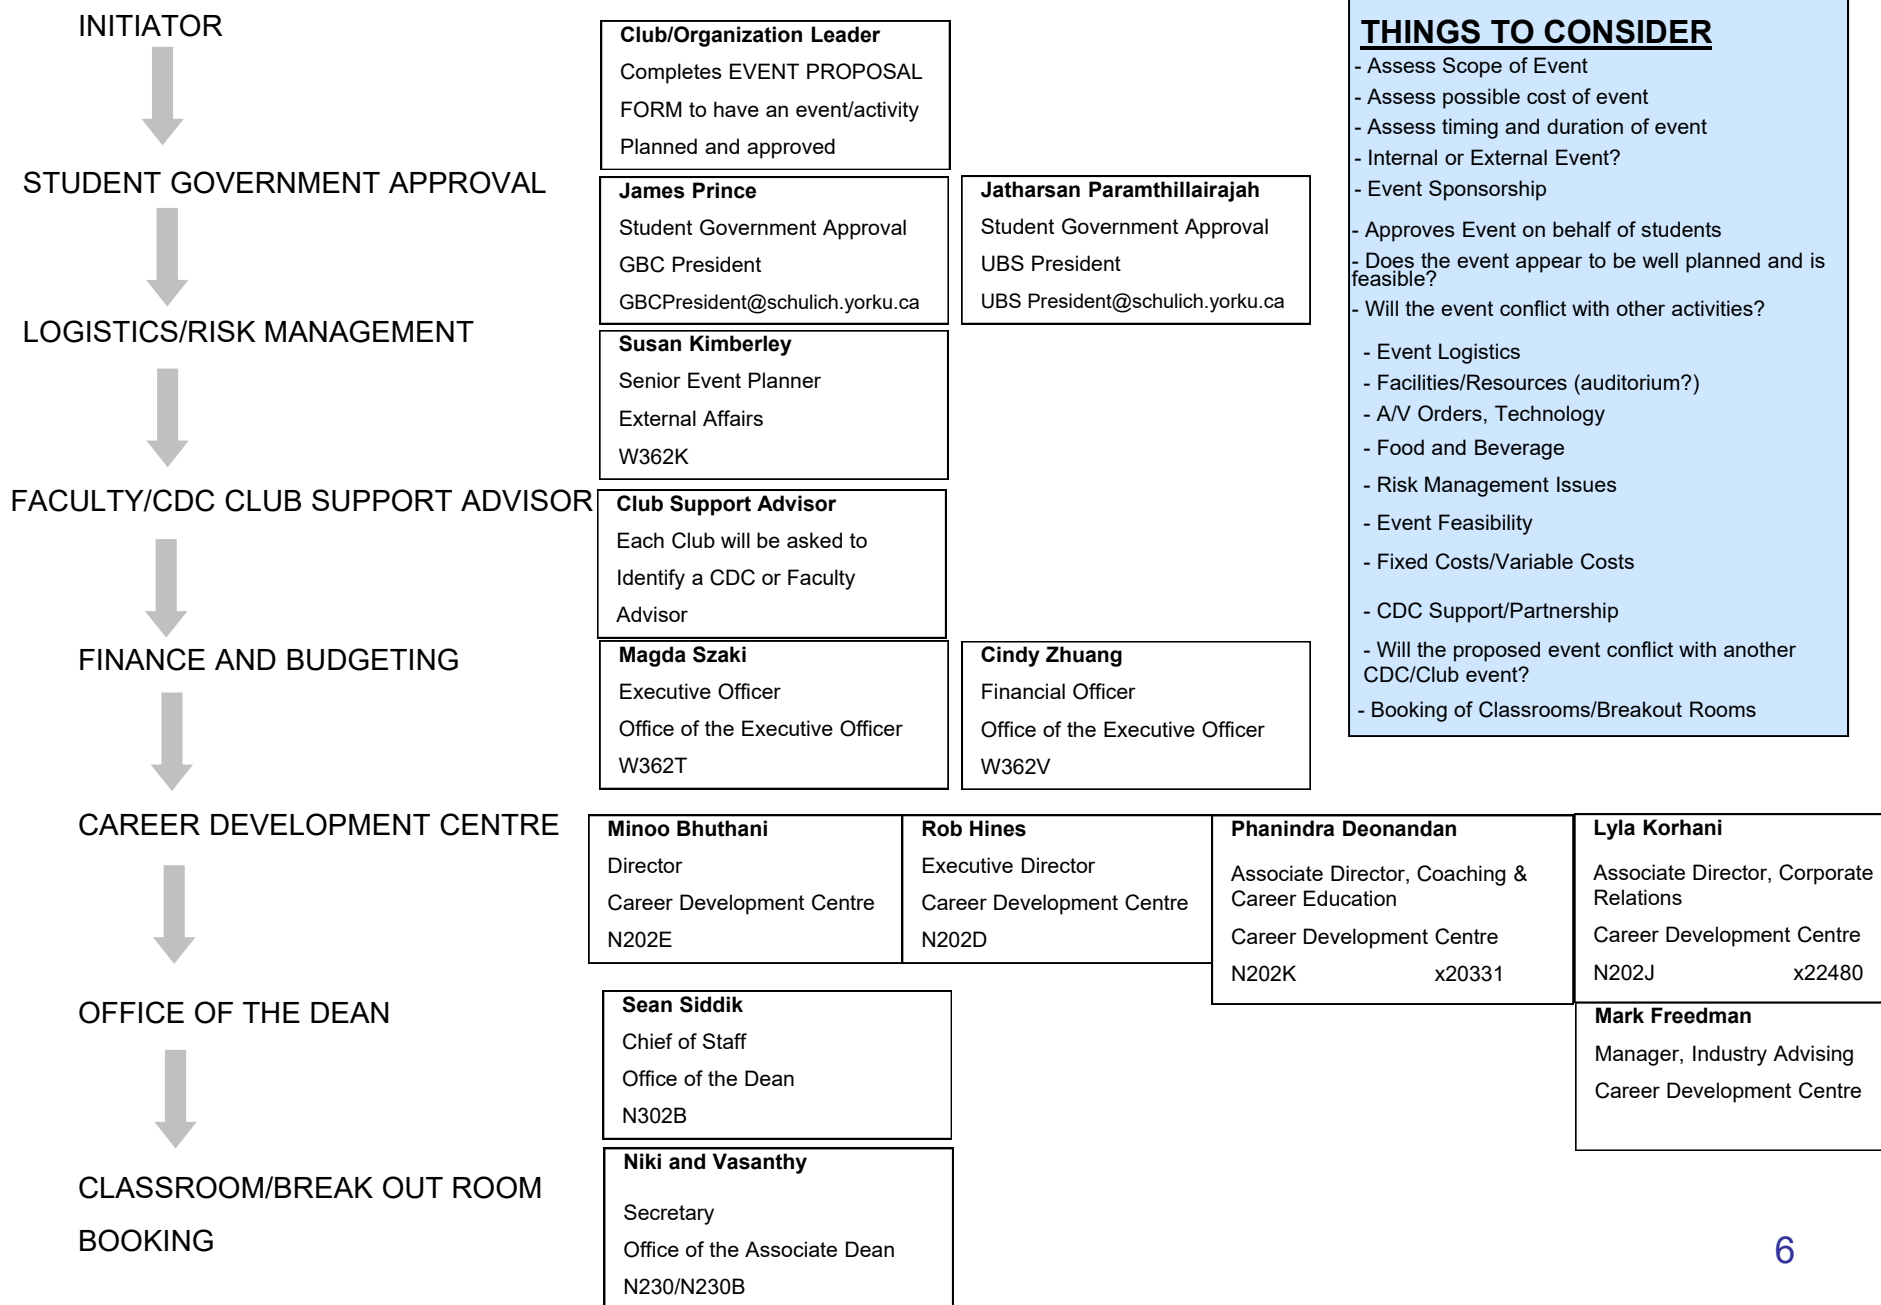 INITIATOR
Club/Organization Leader
Completes EVENT PROPOSAL
FORM to have an event/activity
Planned and approved
STUDENT GOVERNMENT APPROVAL
James Prince
Student Government Approval
GBC President
GBCPresident@schulich.yorku.ca
Jatharsan Paramthillairajah
Student Government Approval
UBS President
UBS President@schulich.yorku.ca
LOGISTICS/RISK MANAGEMENT
Susan Kimberley
Senior Event Planner
External Affairs
W362K
FACULTY/CDC CLUB SUPPORT ADVISOR
Club Support Advisor
Each Club will be asked to
Identify a CDC or Faculty
Advisor
FINANCE AND BUDGETING
Magda Szaki
Executive Officer
Office of the Executive Officer
W362T
Cindy Zhuang
Financial Officer
Office of the Executive Officer
W362V
CAREER DEVELOPMENT CENTRE
Minoo Bhuthani
Director
Career Development Centre
N202E
Rob Hines
Executive Director
Career Development Centre
N202D
Phanindra Deonandan
Associate Director, Coaching &
Career Education
Career Development Centre
N202K x20331
Lyla Korhani
Associate Director, Corporate
Relations
Career Development Centre
N202J x22480
Mark Freedman
Manager, Industry Advising
Career Development Centre
OFFICE OF THE DEAN
Sean Siddik
Chief of Staff
Office of the Dean
N302B
CLASSROOM/BREAK OUT ROOM
BOOKING
Niki and Vasanthy
Secretary
Office of the Associate Dean
N230/N230B
THINGS TO CONSIDER
- Assess Scope of Event
- Assess possible cost of event
- Assess timing and duration of event
- Internal or External Event?
- Event Sponsorship
- Approves Event on behalf of students
- Does the event appear to be well planned and is
feasible?
- Will the event conflict with other activities?
- Event Logistics
- Facilities/Resources (auditorium?)
- A/V Orders, Technology
- Food and Beverage
- Risk Management Issues
- Event Feasibility
- Fixed Costs/Variable Costs
- CDC Support/Partnership
- Will the proposed event conflict with another
CDC/Club event?
- Booking of Classrooms/Breakout Rooms
6